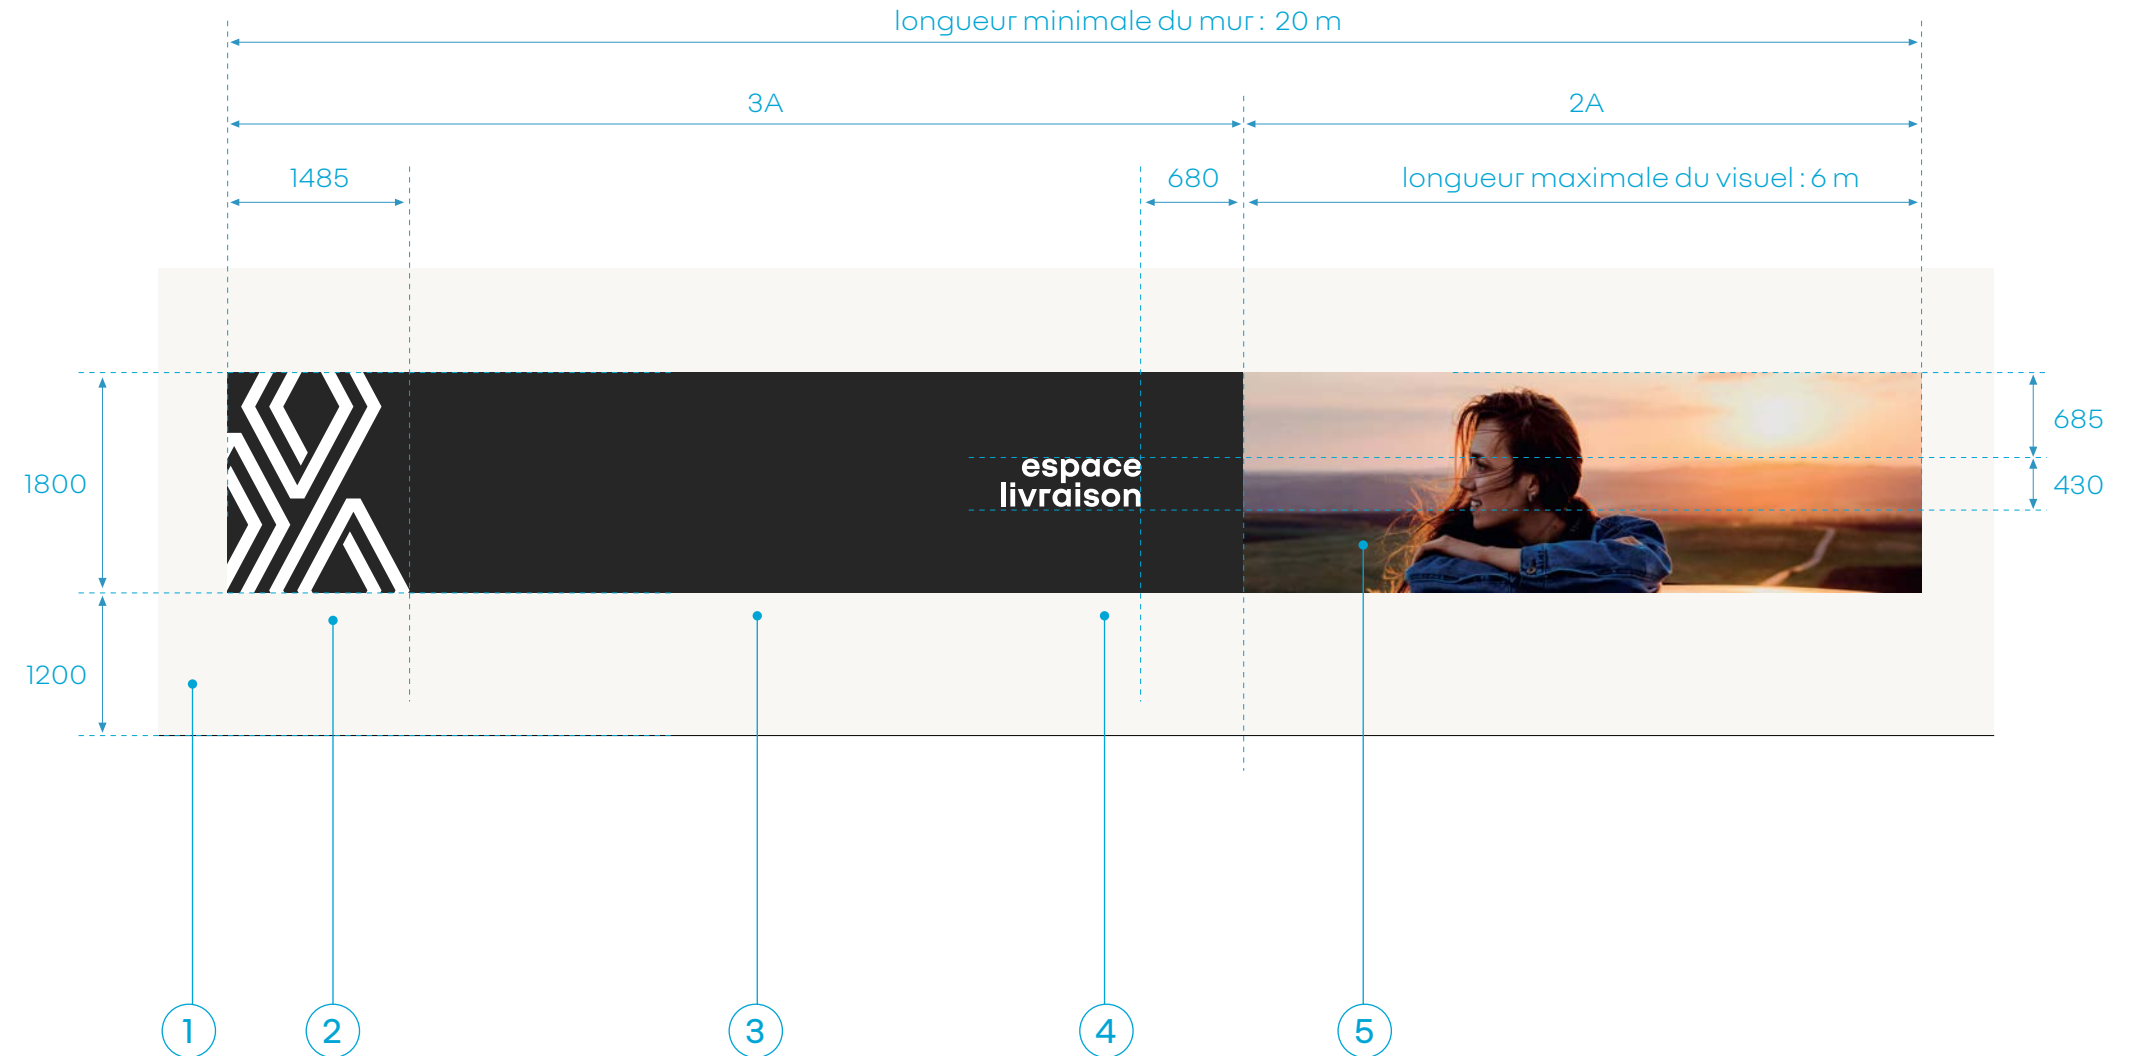 longueur minimale du mur : 20 m
3A
2A
1485
680
longueur maximale du visuel : 6 m
685
espace
livraison
1800
430
1200
1
2
3
4
5